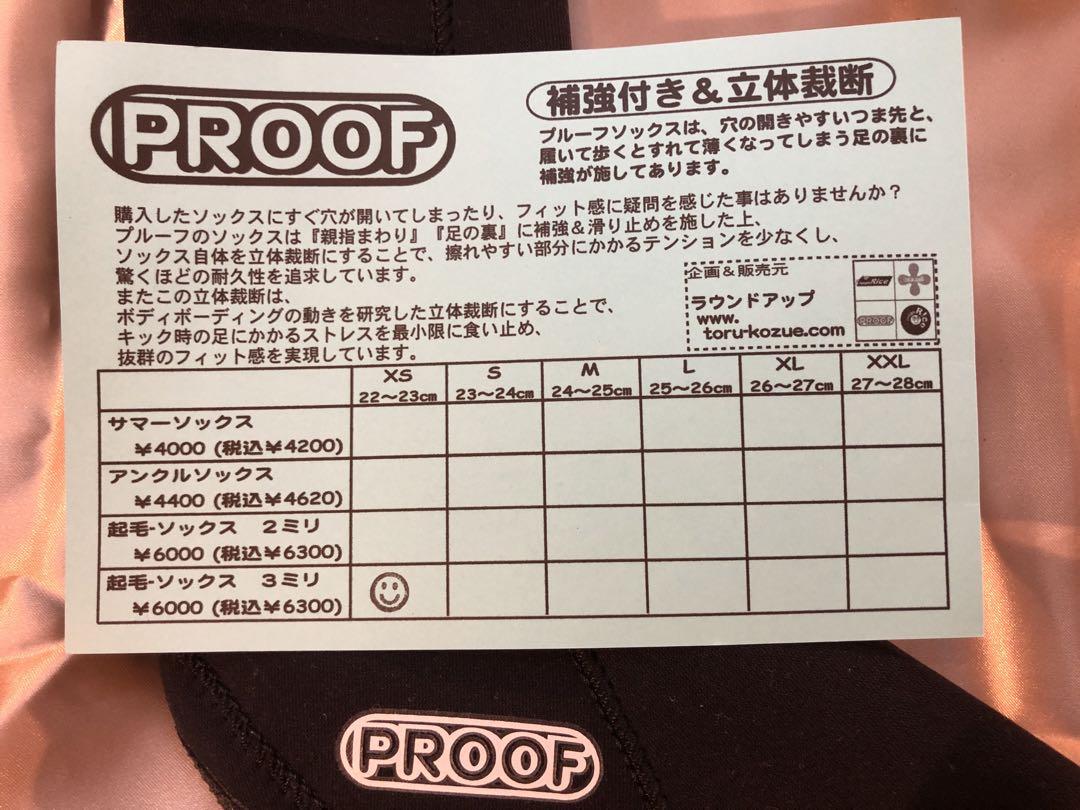 PROOF
補強付き＆立体裁断
プルーフソックスは、穴の開きやすいつま先と、
履いて歩くとすれて薄くなってしまう足の裏に
補強が施してあります。
購入したソックスにすぐ穴が開いてしまったり、フィット感に疑問を感じた事はありませんか？
プルーフのソックスは『親指まわり』『足の裏』に補強＆滑り止めを施した上、
ソックス自体を立体裁断にすることで、擦れやすい部分にかかるテンションを少なくし、
驚くほどの耐久性を追求しています。
またこの立体裁断は、
ボディボーディングの動きを研究した立体裁断にすることで、
キック時の足にかかるストレスを最小限に食い止め、
抜群のフィット感を実現しています。
企画＆販売元
ラウンドアップ
www.
toru-kozue.com
PROOF
XS S M L XL XXL
22〜23cm 23〜24cm 24〜25cm 25〜26cm 26〜27cm 27〜28cm
サマーソックス
￥4000 (税込￥4200)
アンクルソックス
￥4400 (税込￥4620)
起毛-ソックス　2ミリ
￥6000 (税込￥6300)
起毛-ソックス　3ミリ
￥6000 (税込￥6300)
PROOF